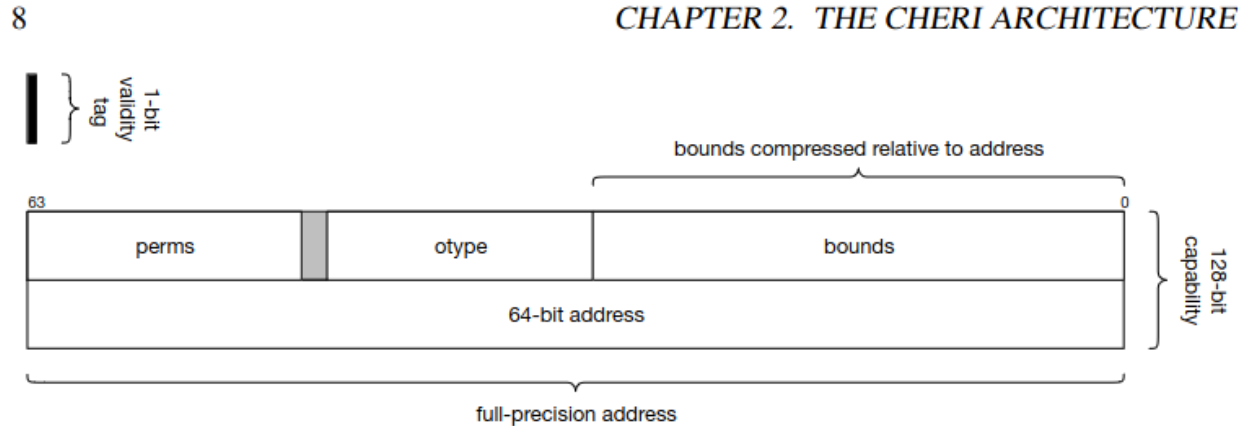 8 CHAPTER 2. THE CHERI ARCHITECTURE
1-bit
validity
tag
bounds compressed relative to address
63 0
perms otype bounds
128-bit
capability
64-bit address
full-precision address